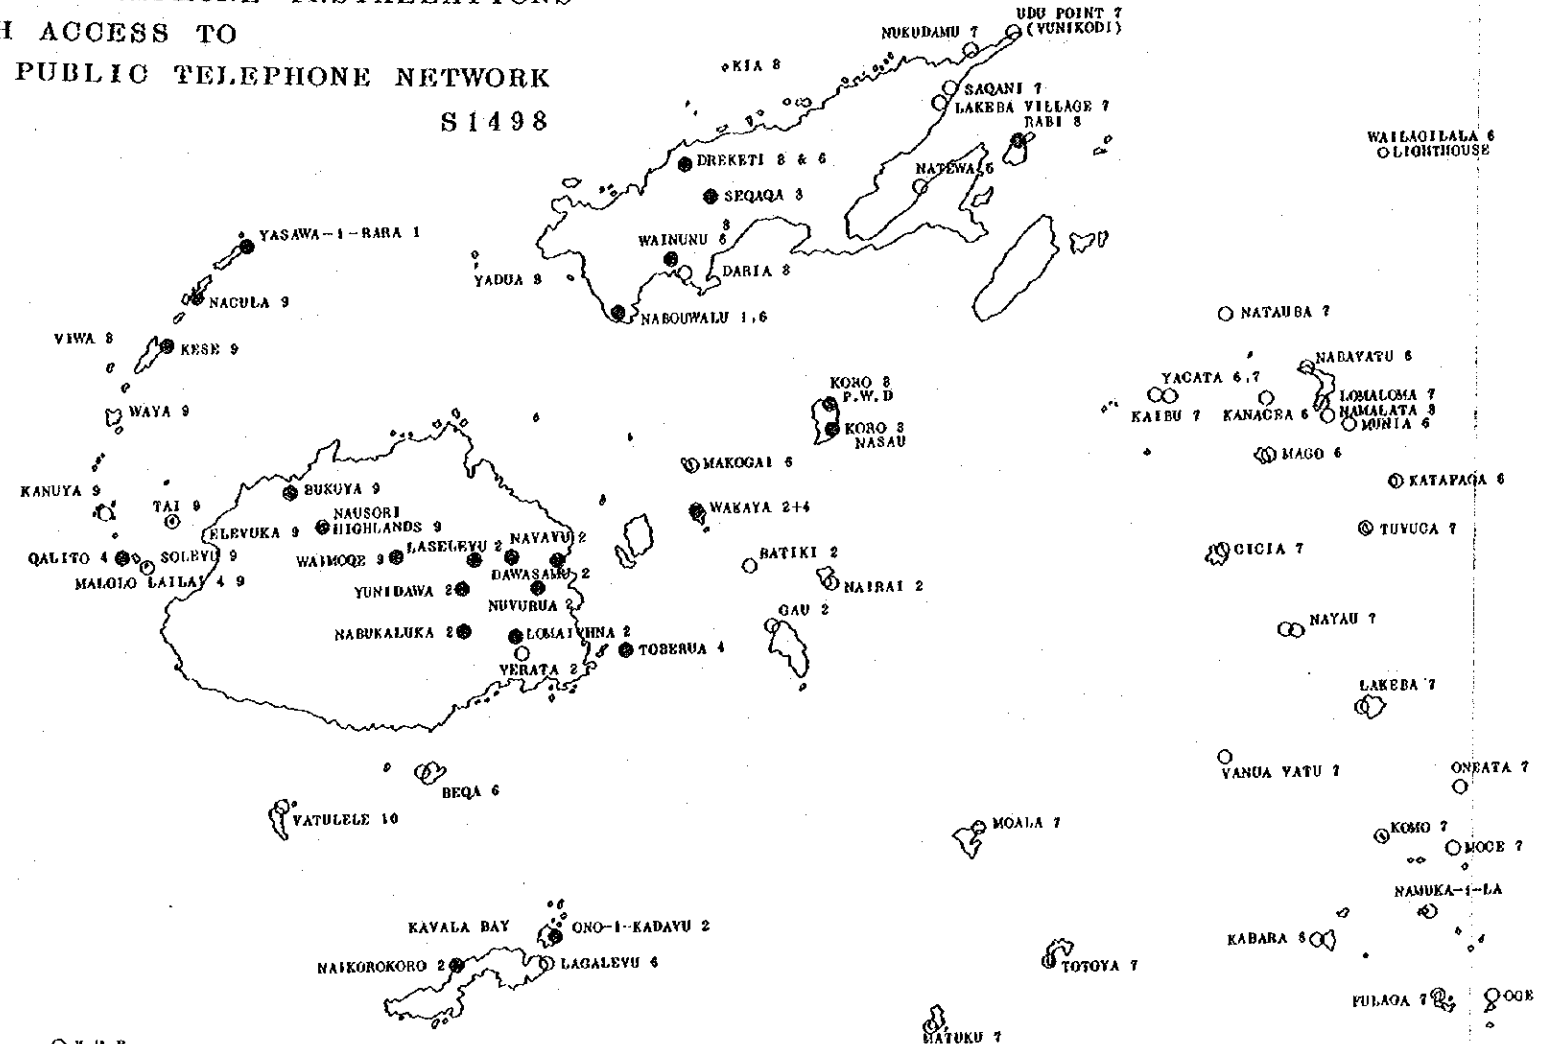 H ACCESS TO
PUBLIC TELEPHONE NETWORK
S1498
UDU POINT 7
(VUNIKODI)
NUKUDAMU 7
KIA 8
SAQANI 7
LAKEBA VILLAGE 7
RABI 8
WAILAGILALA 6
LIGHTHOUSE
DREKETI 8 & 6
NATEWA 6
SEQAQA 3
8
WAINUNU 6
YASAWA-I-RARA 1
DARIA 8
YADUA 8
NACULA 9
NABOUWALU 1,6
NATAUBA 7
VIWA 8
KESE 9
NABAVATU 6
YACATA 6,7
KORO 8
P.W.D
LOMALOMA 7
KAIBU 7
KANACEA 6
NAMALATA 8
MUNIA 6
WAYA 9
KORO 3
NASAU
MAGO 6
MAKOGAI 6
KATAPAGA 6
KANUYA 9
BUKUYA 9
TAI 9
NAUSORI
HIGHLANDS 9
WAKAYA 2+4
ELEVUKA 9
TUVUCA 7
LASELEVU 2
NAVAVU 2
QALITO 4
SOLEVU 9
WAIMOQE 9
BATIKI 2
CICIA 7
MALOLO LAILAI 4 9
DAWASAMU 2
NAIRAI 2
YUNIDAWA 2
NUVURUA 2
GAU 2
NABUKALUKA 2
LOMAIVHNA 2
NAYAU 7
TOBERUA 4
VERATA 2
LAKEBA 7
VANUA VATU 7
ONEATA 7
BEQA 6
VATULELE 10
MOALA 7
KOMO 7
MOCE 7
NAMUKA-I-LA
KAVALA BAY
ONO-I-KADAVU 2
KABARA 8
NAIKOROKORO 2
LAGALEVU 6
TOTOYA 7
FULAGA 7
OGE
MATUKU 7